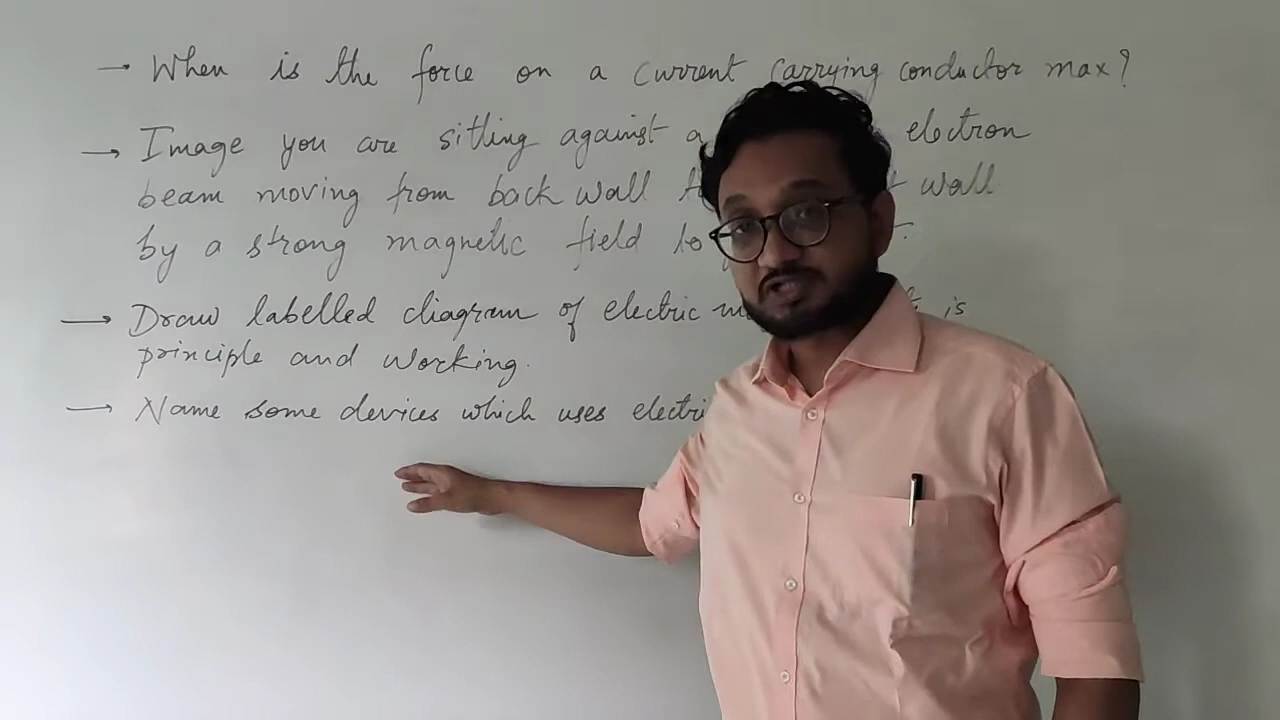 → When is the force on a current carrying conductor max?
→ Image you are sitting against a electron
beam moving from back wall wall
by a strong magnetic field to
→ Draw labelled diagram of electric is
principle and working.
→ Name some devices which uses